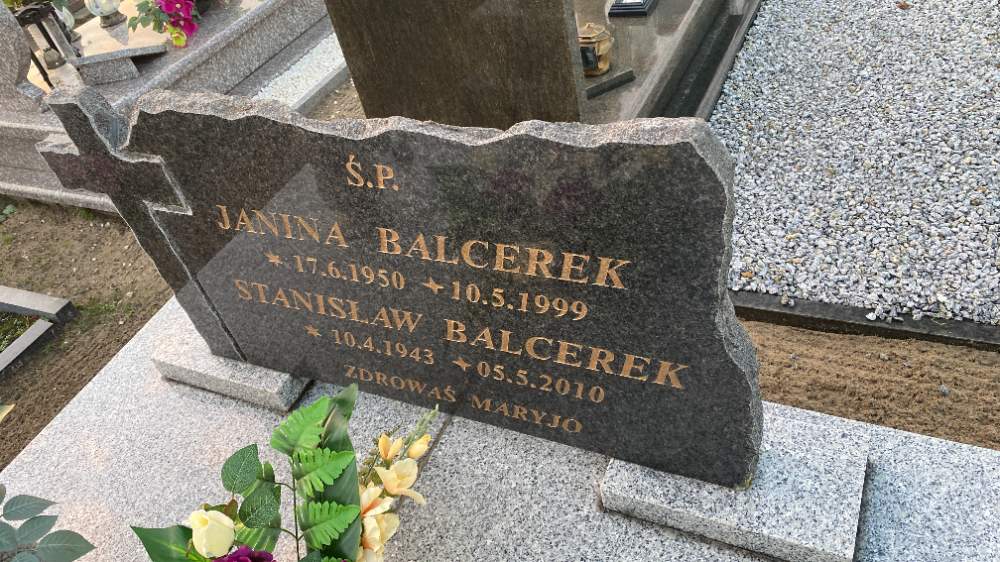 Ś.P.
JANINA BALCEREK
★ 17.6.1950 ✦ 10.5.1999
STANISŁAW BALCEREK
★ 10.4.1943 ✦ 05.5.2010
ZDROWAŚ MARYJO